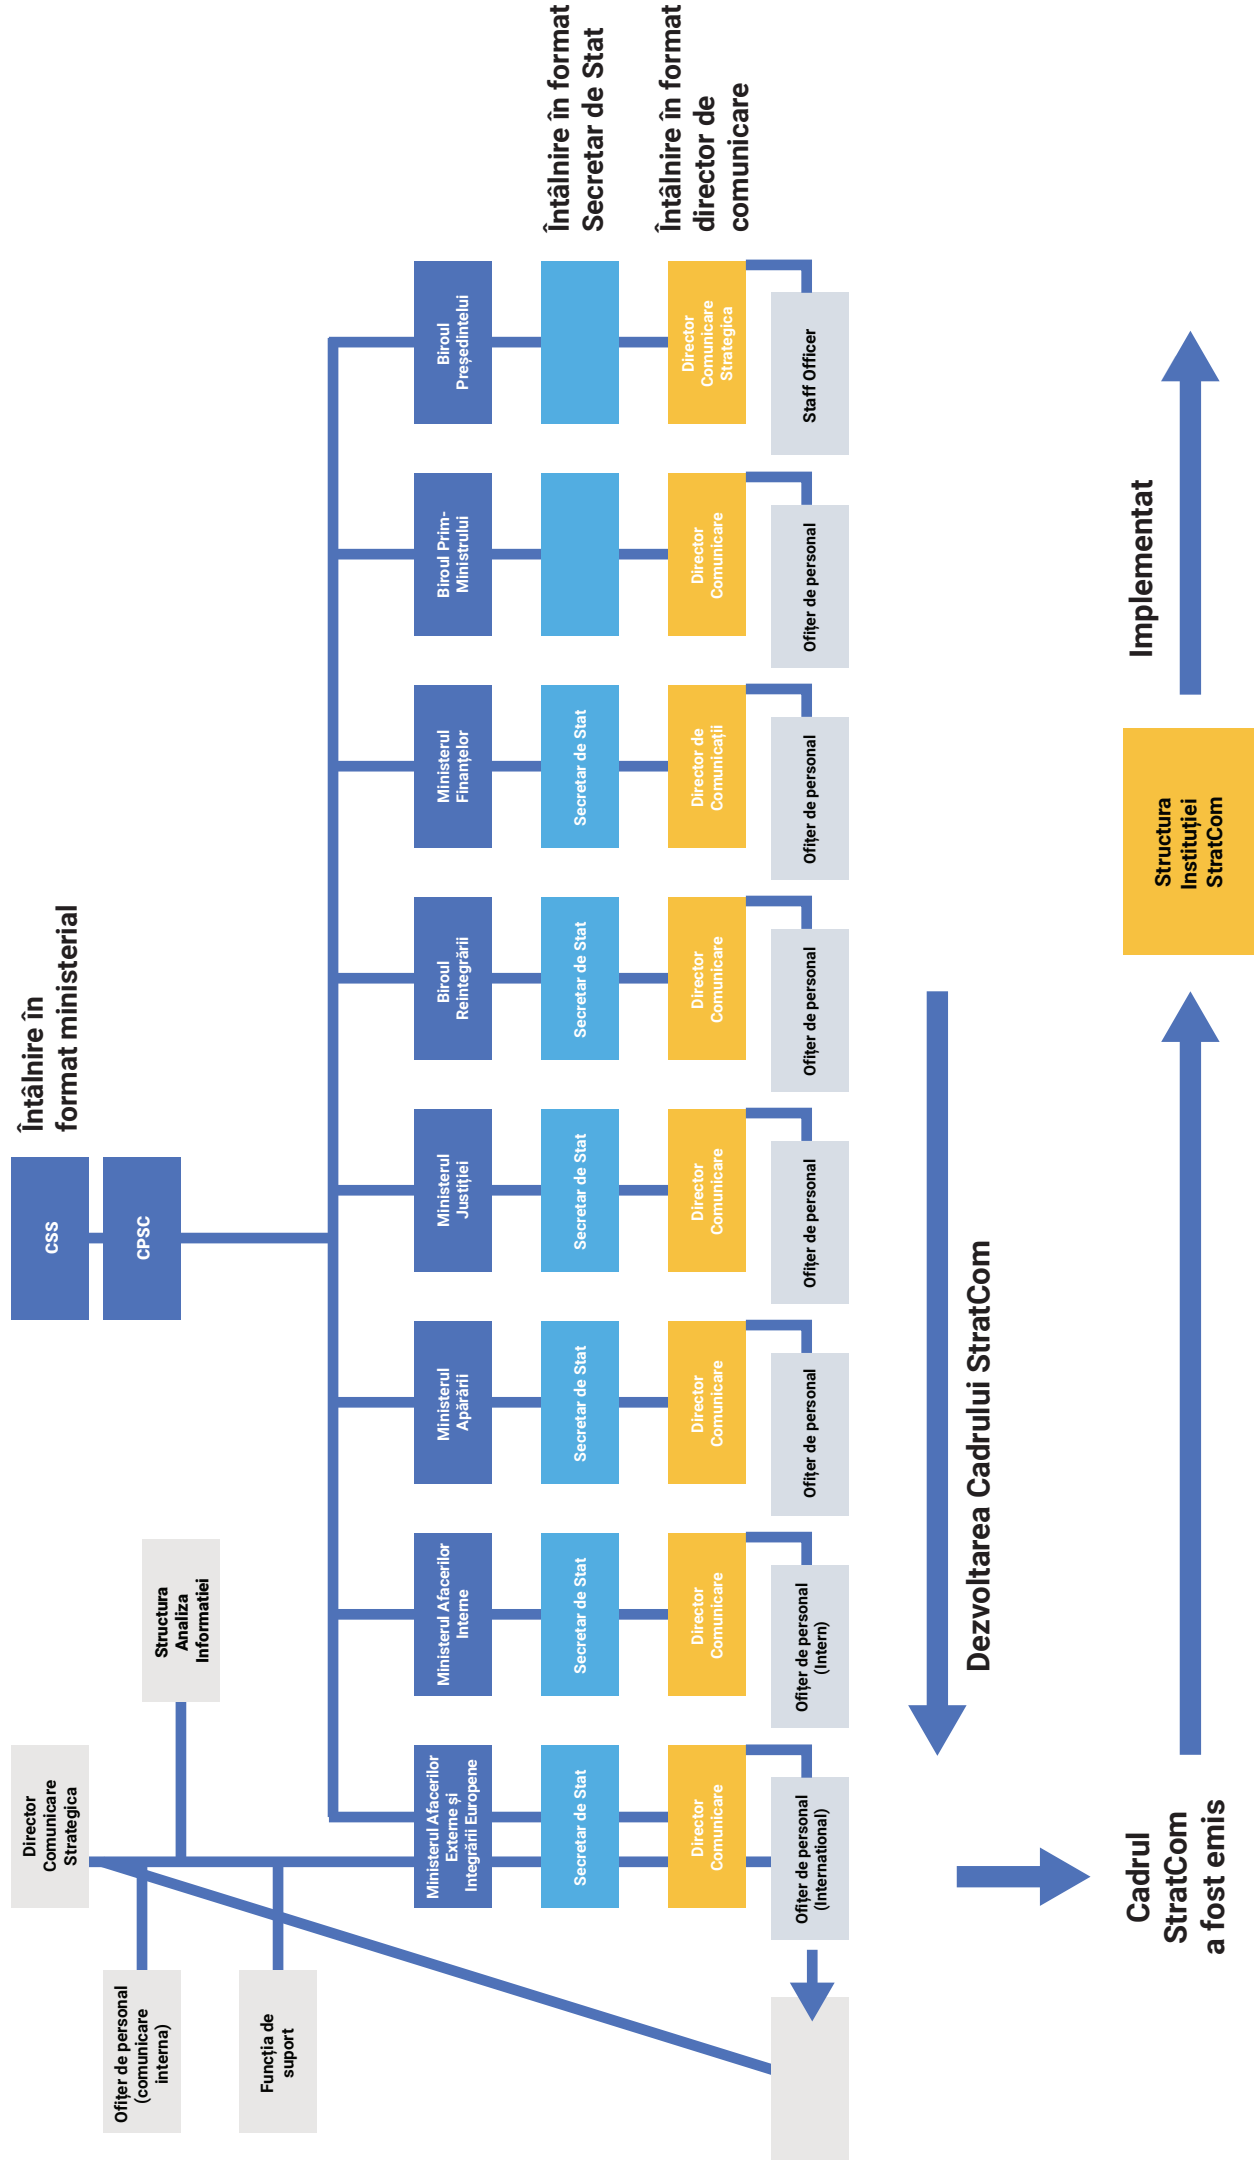 Director
Comunicare
Strategica
Structura
Analiza
Informatiei
Ofițer de personal
(comunicare
interna)
Funcția de
suport
CSS
CPSC
Întâlnire în
format ministerial
Ministerul Afacerilor
Externe și
Integrării Europene
Ministerul Afacerilor
Interne
Ministerul
Apărării
Ministerul
Justiției
Biroul
Reintegrării
Ministerul
Finanțelor
Biroul Prim-
Ministrului
Biroul
Președintelui
Secretar de Stat
Secretar de Stat
Secretar de Stat
Secretar de Stat
Secretar de Stat
Secretar de Stat
Întâlnire în format
Secretar de Stat
Director
Comunicare
Director
Comunicare
Director
Comunicare
Director
Comunicare
Director
Comunicare
Director de
Comunicații
Director
Comunicare
Director
Comunicare
Strategica
Întâlnire în format
director de
comunicare
Ofițer de personal
(International)
Ofițer de personal
(Intern)
Ofițer de personal
Ofițer de personal
Ofițer de personal
Ofițer de personal
Ofițer de personal
Staff Officer
Dezvoltarea Cadrului StratCom
Cadrul
StratCom
a fost emis
Structura
Instituției
StratCom
Implementat